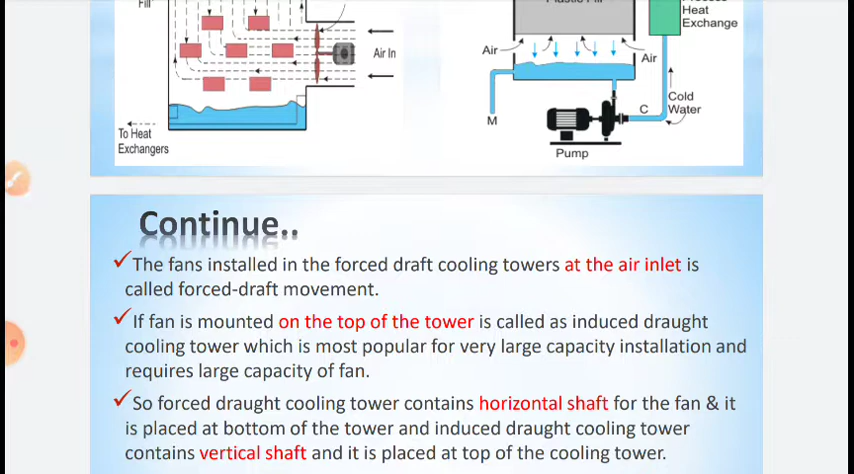 Fill
Air In
To Heat
Exchangers
Heat
Exchange
Air
Air
Cold
Water
C
M
Pump
Continue..
The fans installed in the forced draft cooling towers at the air inlet is
called forced-draft movement.
If fan is mounted on the top of the tower is called as induced draught
cooling tower which is most popular for very large capacity installation and
requires large capacity of fan.
So forced draught cooling tower contains horizontal shaft for the fan & it
is placed at bottom of the tower and induced draught cooling tower
contains vertical shaft and it is placed at top of the cooling tower.